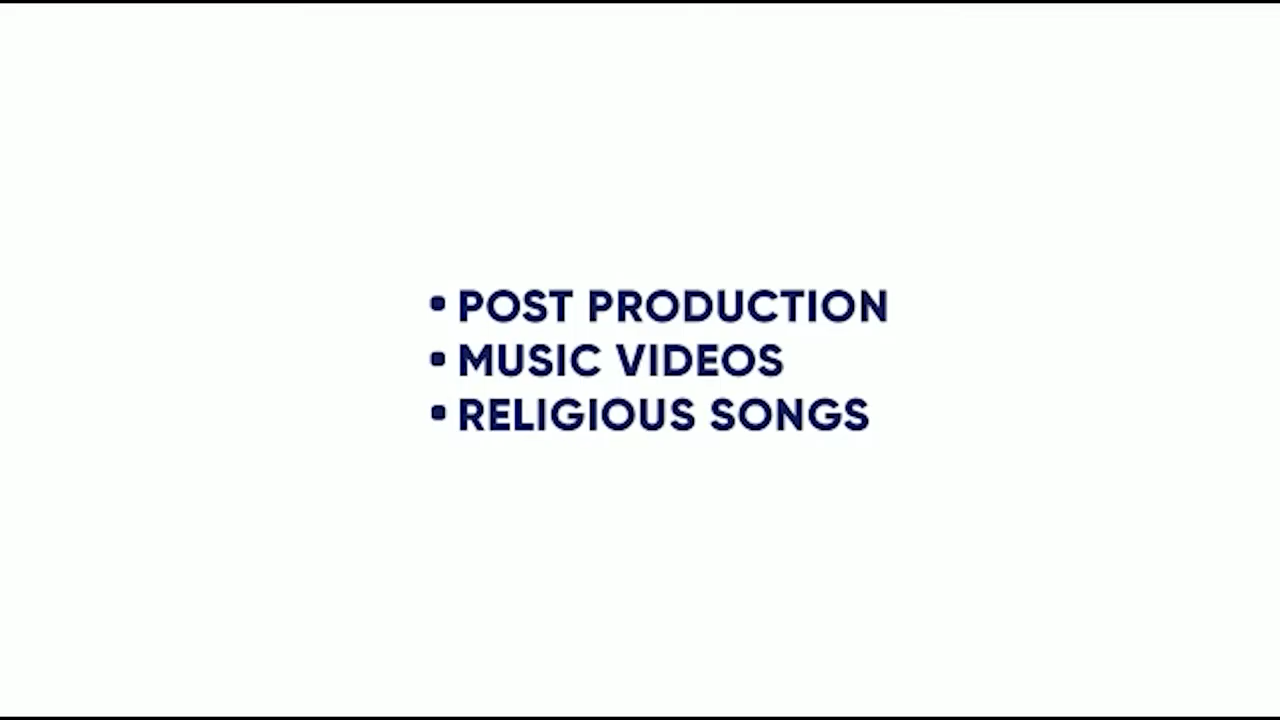 • POST PRODUCTION
• MUSIC VIDEOS
• RELIGIOUS SONGS